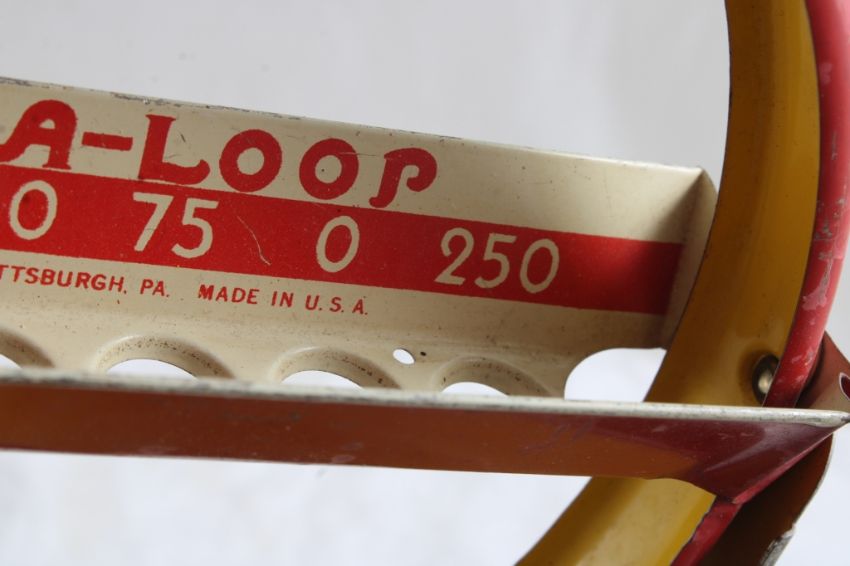 A-LOOP
0 75 0 250
TTSBURGH, PA. MADE IN U.S.A.